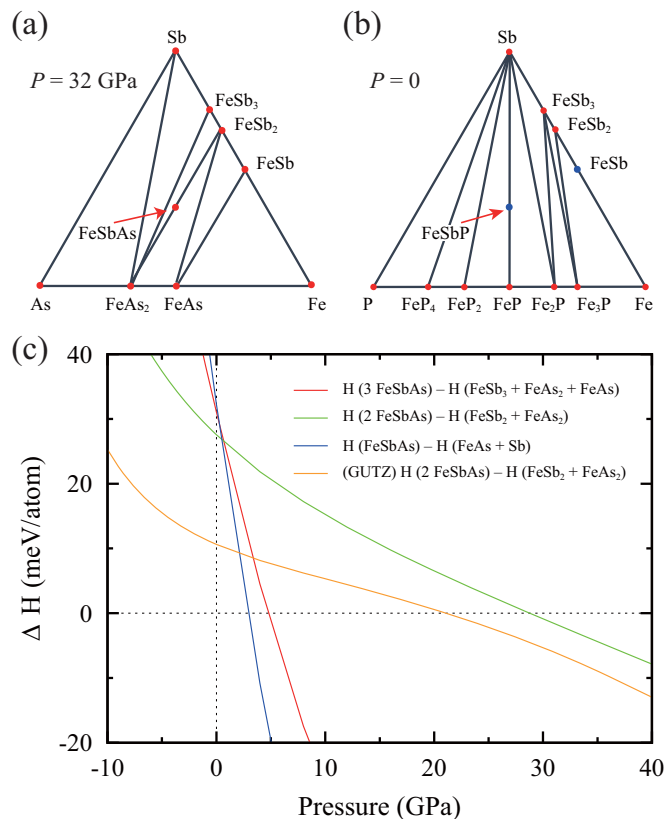 (a)
(b)
Sb
Sb
P = 32 GPa
P = 0
FeSb₃
FeSb₃
FeSb₂
FeSb₂
FeSb
FeSb
FeSbAs
FeSbP
As
FeAs₂
FeAs
Fe
P
FeP₄
FeP₂
FeP
Fe₂P
Fe₃P
Fe
(c)
40
20
0
-20
Δ H (meV/atom)
H (3 FeSbAs) – H (FeSb₃ + FeAs₂ + FeAs)
H (2 FeSbAs) – H (FeSb₂ + FeAs₂)
H (FeSbAs) – H (FeAs + Sb)
(GUTZ) H (2 FeSbAs) – H (FeSb₂ + FeAs₂)
-10
0
10
20
30
40
Pressure (GPa)